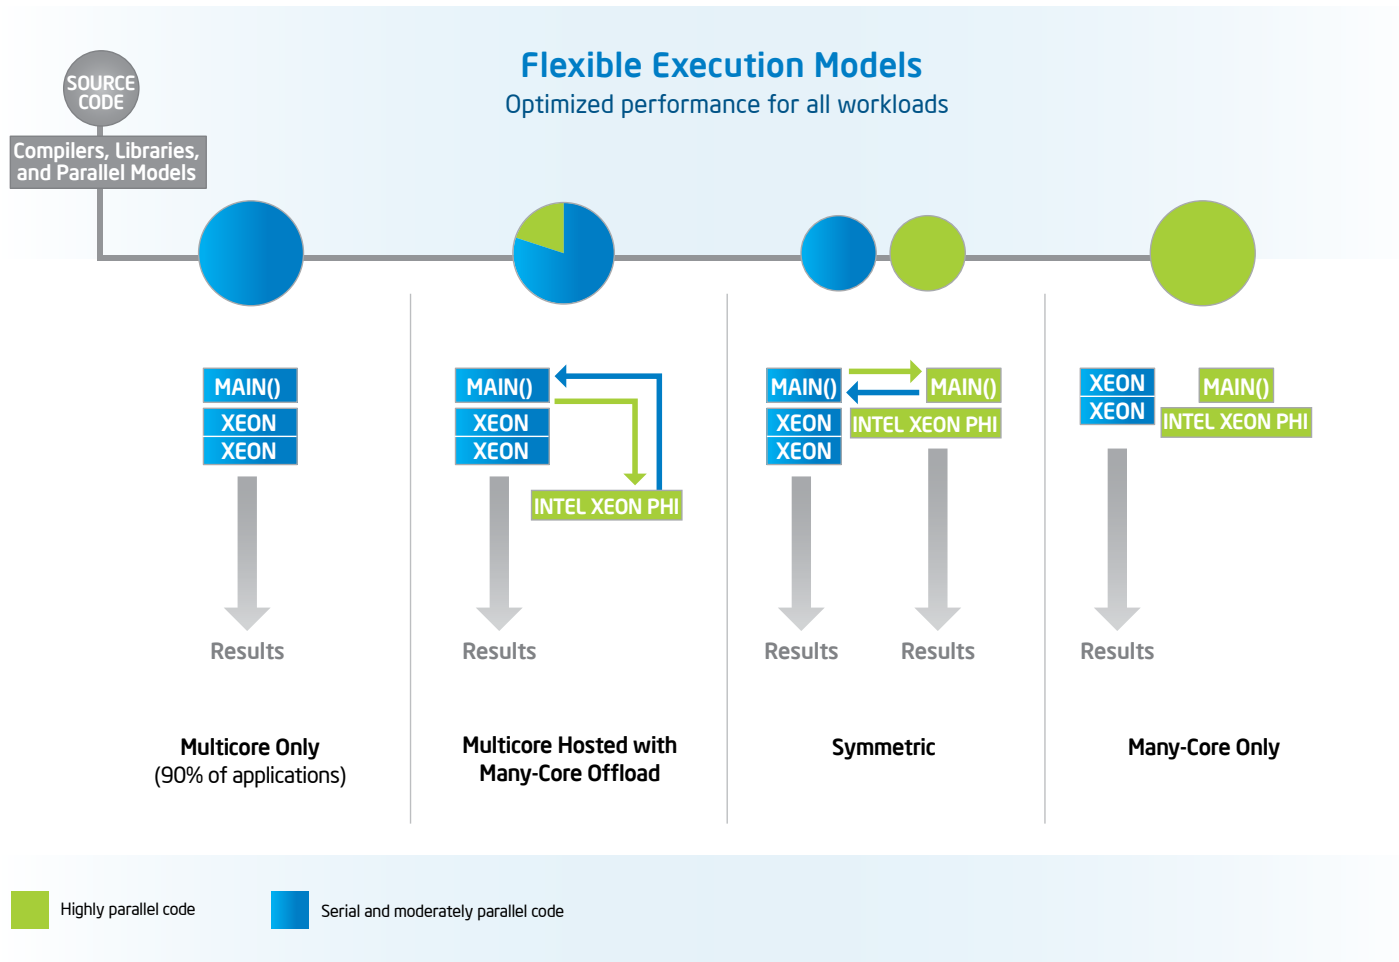 Flexible Execution Models
Optimized performance for all workloads
SOURCE
CODE
Compilers, Libraries,
and Parallel Models
MAIN()
XEON
XEON
Results
Multicore Only
(90% of applications)
MAIN()
XEON
XEON
INTEL XEON PHI
Results
Multicore Hosted with
Many-Core Offload
MAIN()
XEON
XEON
MAIN()
INTEL XEON PHI
Results
Results
Symmetric
XEON
XEON
MAIN()
INTEL XEON PHI
Results
Many-Core Only
Highly parallel code
Serial and moderately parallel code